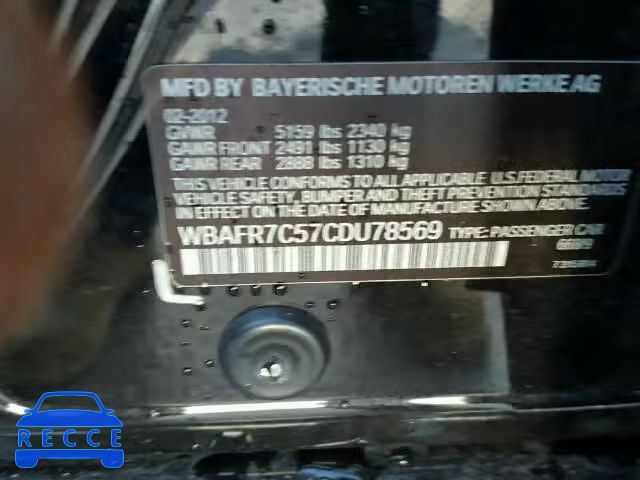 MFD BY BAYERISCHE MOTOREN WERKE AG
02-2012
GVWR 5159 lbs 2340 kg
GAWR FRONT 2491 lbs 1130 kg
GAWR REAR 2888 lbs 1310 kg
THIS VEHICLE CONFORMS TO ALL APPLICABLE U.S. FEDERAL MOTOR
VEHICLE SAFETY, BUMPER AND THEFT PREVENTION STANDARDS
IN EFFECT ON THE DATE OF MANUFACTURE SHOWN ABOVE.
WBAFR7C57CDU78569 TYPE: PASSENGER CAR
RECCE